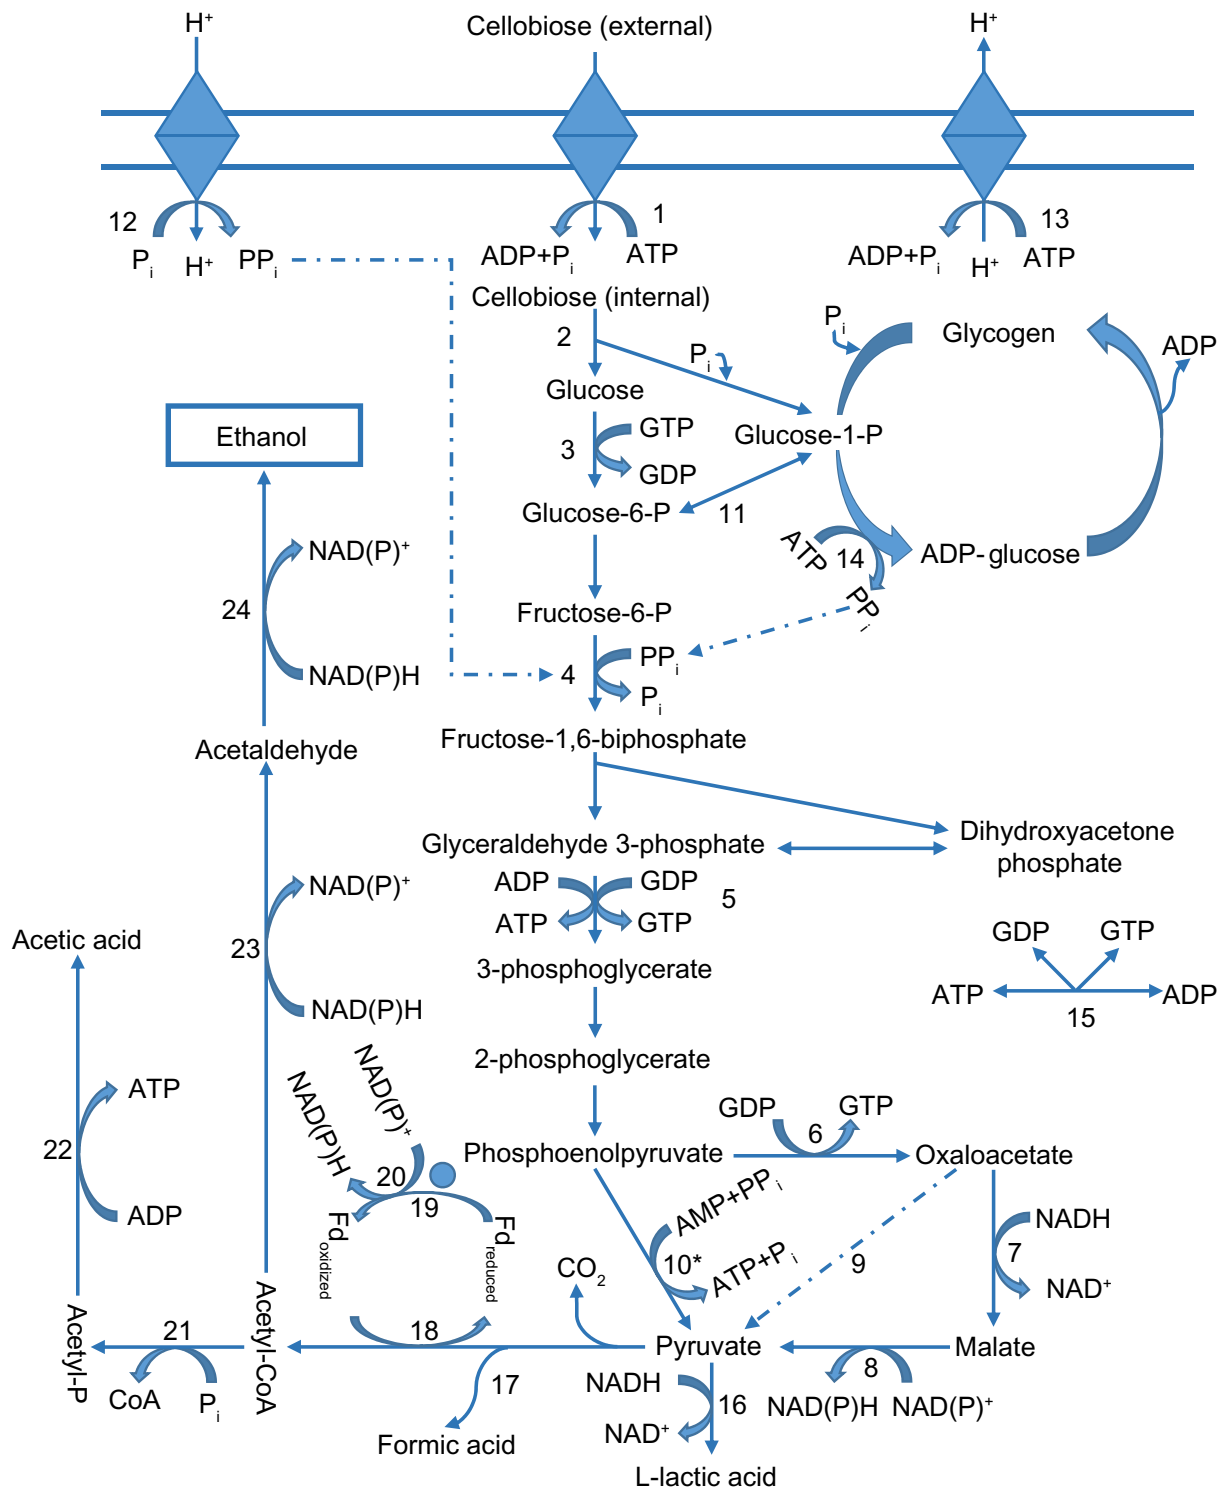 H⁺
Cellobiose (external)
H⁺
12
1
13
Pᵢ
H⁺
PPᵢ
ADP+Pᵢ
ATP
ADP+Pᵢ
H⁺
ATP
Cellobiose (internal)
2
Pᵢ
Pᵢ
Glycogen
ADP
Glucose
Ethanol
3
GTP
GDP
Glucose-1-P
Glucose-6-P
11
ATP
14
ADP-glucose
PPᵢ
NAD(P)⁺
24
NAD(P)H
Fructose-6-P
4
PPᵢ
Pᵢ
Acetaldehyde
Fructose-1,6-biphosphate
Glyceraldehyde 3-phosphate
Dihydroxyacetone
phosphate
NAD(P)⁺
ADP
GDP
5
ATP
GTP
Acetic acid
23
3-phosphoglycerate
GDP
GTP
ATP
ADP
15
NAD(P)H
2-phosphoglycerate
NAD(P)⁺
NAD(P)H
ATP
22
ADP
GDP
GTP
6
Phosphoenolpyruvate
Oxaloacetate
20
19
Fd oxidized
Fd reduced
AMP+PPᵢ
10*
ATP+Pᵢ
9
NADH
7
NAD⁺
CO₂
Acetyl-P
21
CoA
Pᵢ
Acetyl-CoA
18
Pyruvate
Malate
17
NADH
16
NAD⁺
8
NAD(P)H
NAD(P)⁺
Formic acid
L-lactic acid